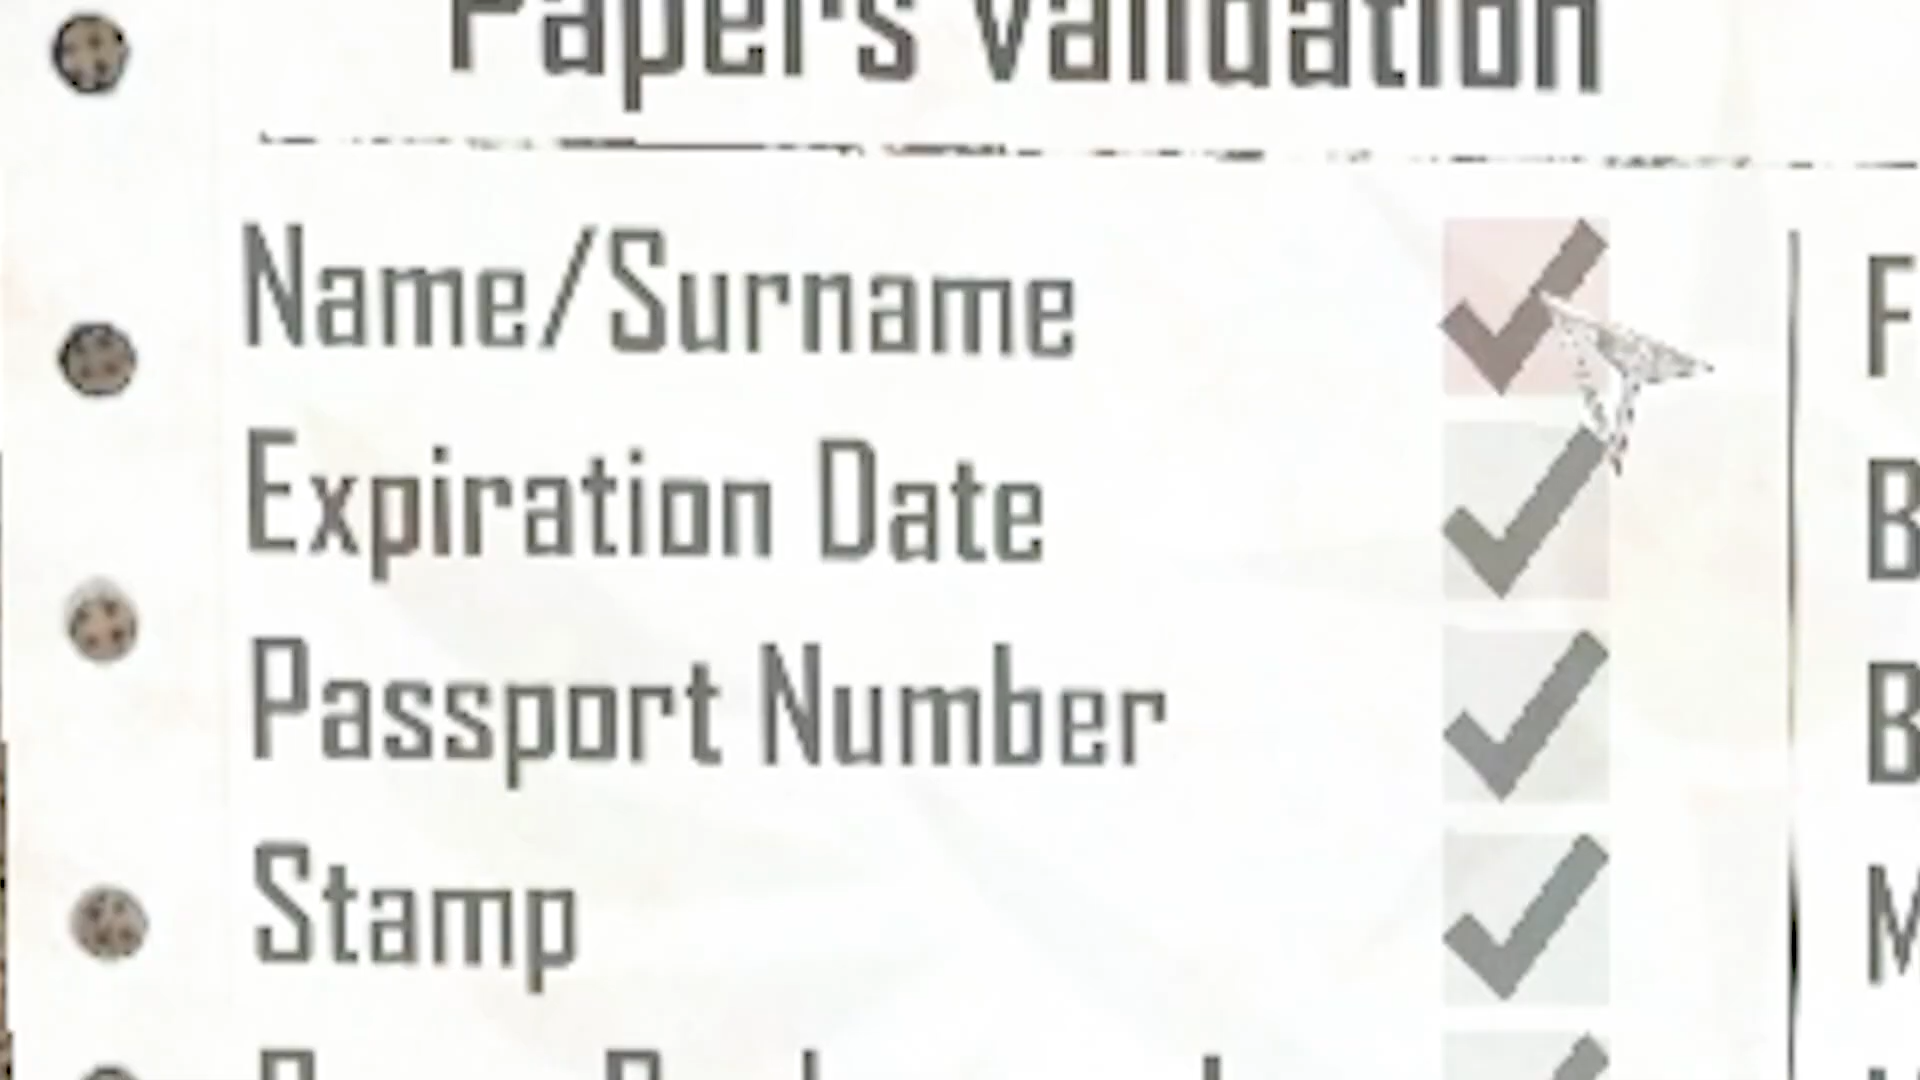 Papers Validation
Name/Surname
Expiration Date
Passport Number
Stamp